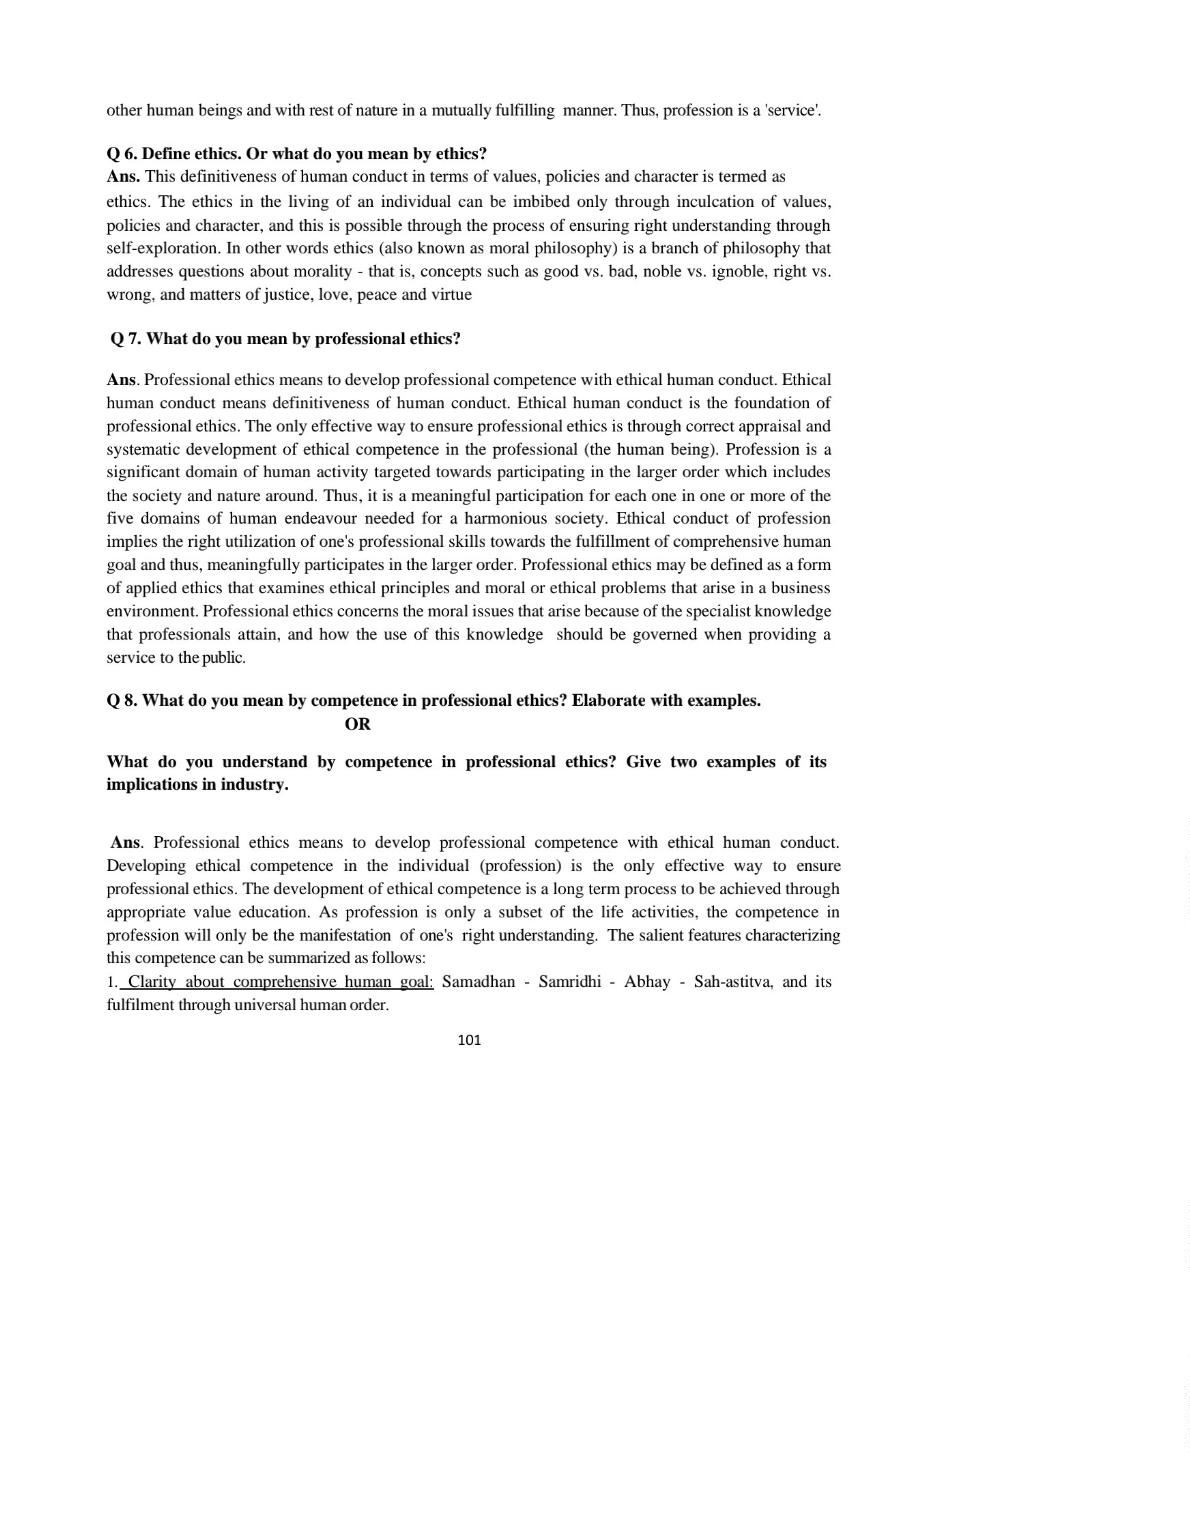 other human beings and with rest of nature in a mutually fulfilling manner. Thus, profession is a 'service'.
Q 6. Define ethics. Or what do you mean by ethics?
Ans. This definitiveness of human conduct in terms of values, policies and character is termed as
ethics. The ethics in the living of an individual can be imbibed only through inculcation of values,
policies and character, and this is possible through the process of ensuring right understanding through
self-exploration. In other words ethics (also known as moral philosophy) is a branch of philosophy that
addresses questions about morality - that is, concepts such as good vs. bad, noble vs. ignoble, right vs.
wrong, and matters of justice, love, peace and virtue
Q 7. What do you mean by professional ethics?
Ans. Professional ethics means to develop professional competence with ethical human conduct. Ethical
human conduct means definitiveness of human conduct. Ethical human conduct is the foundation of
professional ethics. The only effective way to ensure professional ethics is through correct appraisal and
systematic development of ethical competence in the professional (the human being). Profession is a
significant domain of human activity targeted towards participating in the larger order which includes
the society and nature around. Thus, it is a meaningful participation for each one in one or more of the
five domains of human endeavour needed for a harmonious society. Ethical conduct of profession
implies the right utilization of one's professional skills towards the fulfillment of comprehensive human
goal and thus, meaningfully participates in the larger order. Professional ethics may be defined as a form
of applied ethics that examines ethical principles and moral or ethical problems that arise in a business
environment. Professional ethics concerns the moral issues that arise because of the specialist knowledge
that professionals attain, and how the use of this knowledge should be governed when providing a
service to the public.
Q 8. What do you mean by competence in professional ethics? Elaborate with examples.
OR
What do you understand by competence in professional ethics? Give two examples of its
implications in industry.
Ans. Professional ethics means to develop professional competence with ethical human conduct.
Developing ethical competence in the individual (profession) is the only effective way to ensure
professional ethics. The development of ethical competence is a long term process to be achieved through
appropriate value education. As profession is only a subset of the life activities, the competence in
profession will only be the manifestation of one's right understanding. The salient features characterizing
this competence can be summarized as follows:
1. Clarity about comprehensive human goal: Samadhan - Samridhi - Abhay - Sah-astitva, and its
fulfilment through universal human order.
101